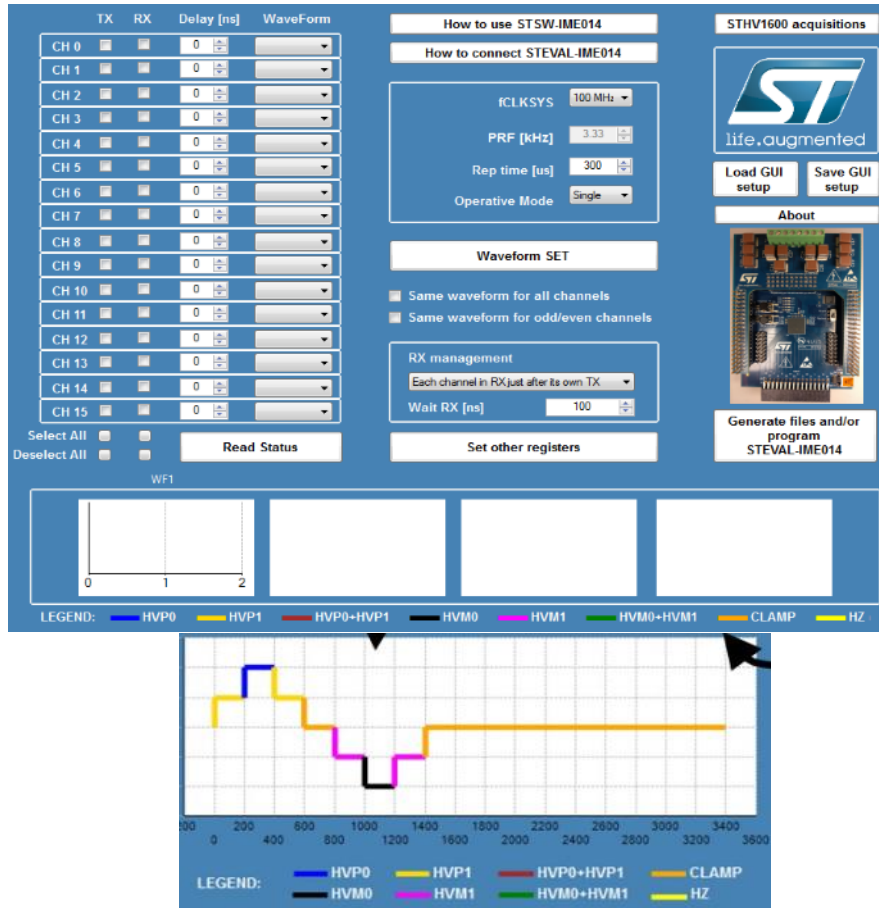 TX RX Delay [ns] WaveForm
CH 0 0
CH 1 0
CH 2 0
CH 3 0
CH 4 0
CH 5 0
CH 6 0
CH 7 0
CH 8 0
CH 9 0
CH 10 0
CH 11 0
CH 12 0
CH 13 0
CH 14 0
CH 15 0
Select All
Deselect All
Read Status
How to use STSW-IME014
How to connect STEVAL-IME014
fCLKSYS 100 MHz
PRF [kHz] 3.33
Rep time [us] 300
Operative Mode Single
Waveform SET
Same waveform for all channels
Same waveform for odd/even channels
RX management
Each channel in RX just after its own TX
Wait RX [ns] 100
Set other registers
STHV1600 acquisitions
ST
life.augmented
Load GUI
setup
Save GUI
setup
About
Generate files and/or
program
STEVAL-IME014
WF1
0 1 2
LEGEND: HVP0 HVP1 HVP0+HVP1 HVM0 HVM1 HVM0+HVM1 CLAMP HZ
200 600 1000 1400 1800 2200 2600 3000 3400
0 400 800 1200 1600 2000 2400 2800 3200 3600
LEGEND:
HVP0 HVP1 HVP0+HVP1 CLAMP
HVM0 HVM1 HVM0+HVM1 HZ